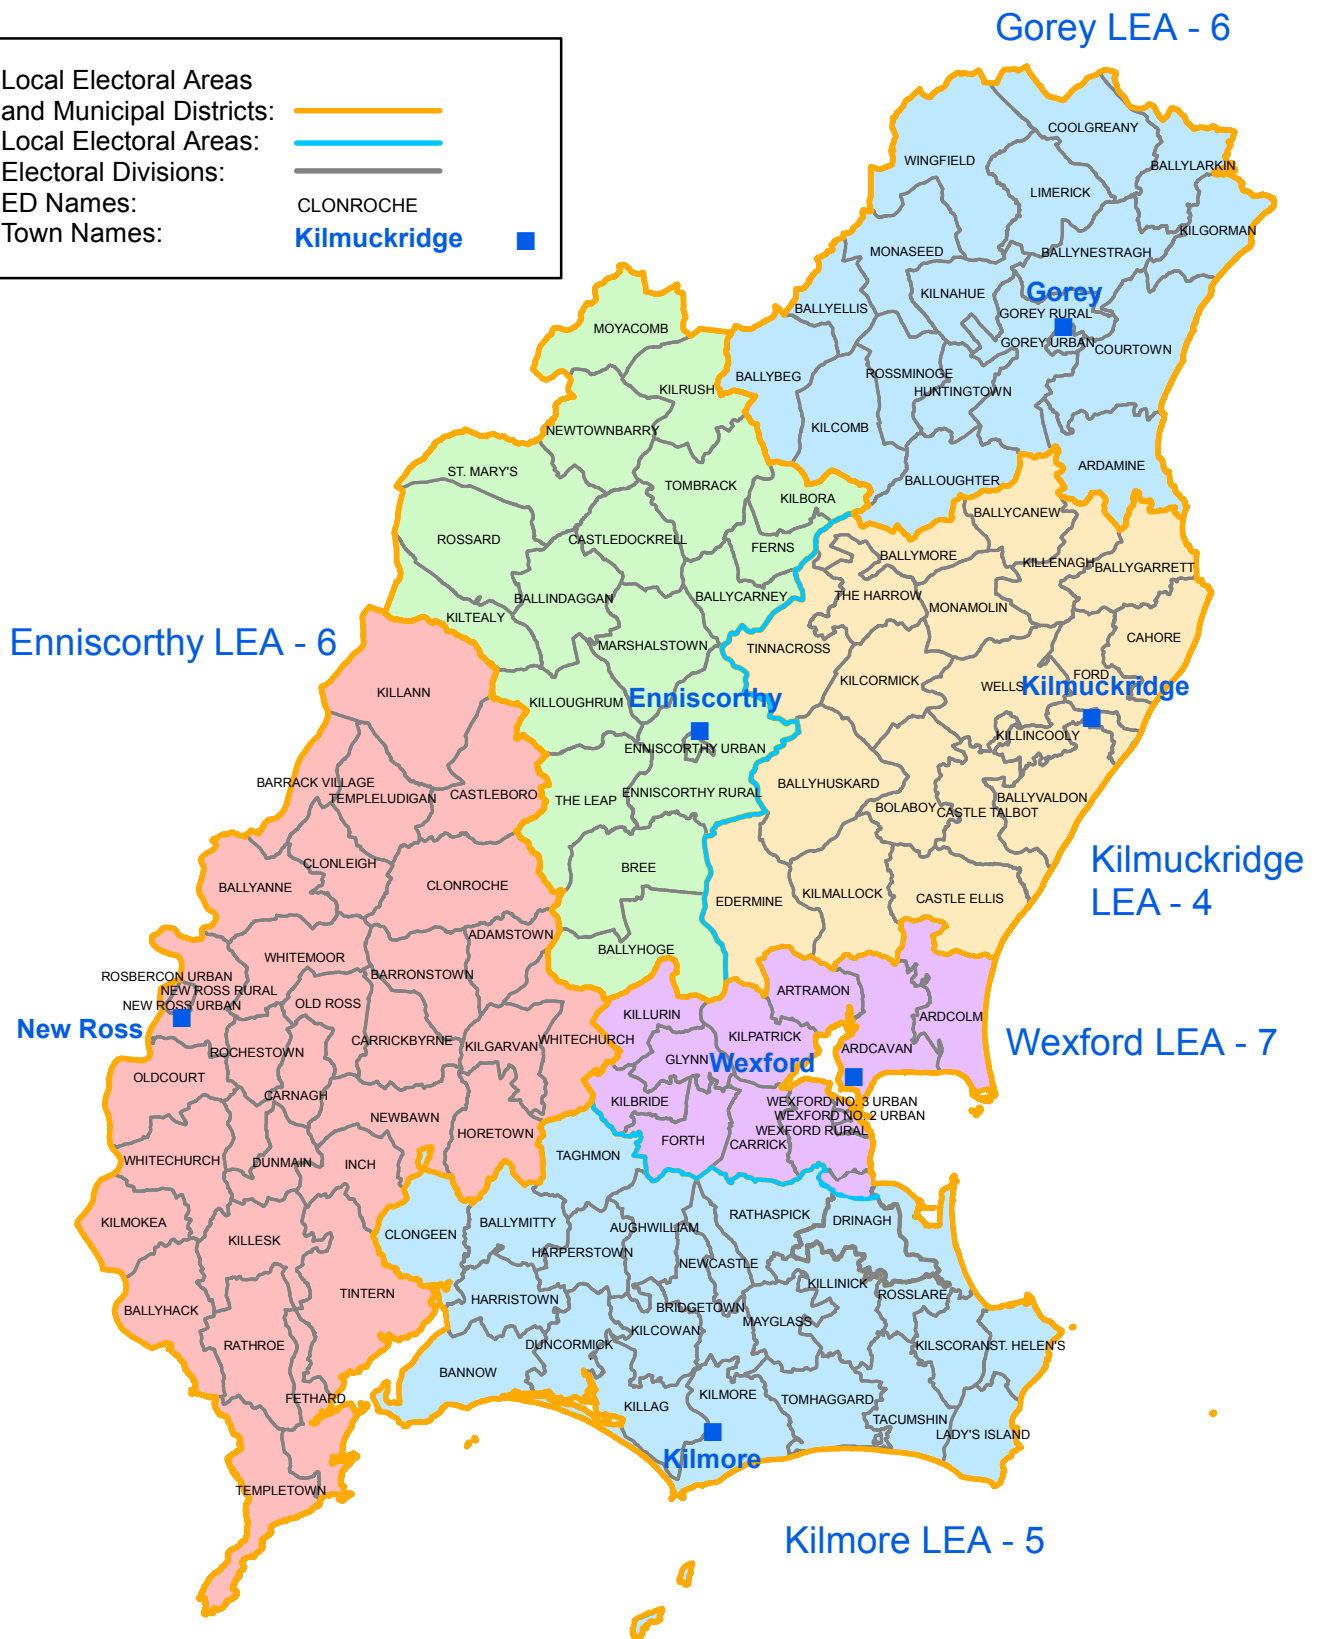 Gorey LEA - 6
Local Electoral Areas
and Municipal Districts:
Local Electoral Areas:
Electoral Divisions:
ED Names:
CLONROCHE
Town Names:
Kilmuckridge
COOLGREANY
WINGFIELD
BALLYLARKIN
LIMERICK
KILGORMAN
MONASEED
BALLYNESTRAGH
KILNAHUE
Gorey
BALLYELLIS
GOREY RURAL
MOYACOMB
GOREY URBAN
COURTOWN
BALLYBEG
ROSSMINOGE
KILRUSH
HUNTINGTOWN
KILCOMB
NEWTOWNBARRY
ARDAMINE
ST. MARY'S
BALLOUGHTER
TOMBRACK
KILBORA
BALLYCANEW
ROSSARD
CASTLEDOCKRELL
FERNS
BALLYMORE
KILLENAGH
BALLYGARRETT
BALLINDAGGAN
BALLYCARNEY
THE HARROW
MONAMOLIN
KILTEALY
Enniscorthy LEA - 6
MARSHALSTOWN
TINNACROSS
CAHORE
KILLANN
KILCORMICK
FORD
WELLS
Kilmuckridge
KILLOUGHRUM
Enniscorthy
KILLINCOOLY
ENNISCORTHY URBAN
BARRACK VILLAGE
TEMPLELUDIGAN
CASTLEBORO
THE LEAP
ENNISCORTHY RURAL
BALLYHUSKARD
BALLYVALDON
BOLABOY
CASTLE TALBOT
CLONLEIGH
BREE
Kilmuckridge
LEA - 4
BALLYANNE
CLONROCHE
EDERMINE
KILMALLOCK
CASTLE ELLIS
ADAMSTOWN
BALLYHOGE
WHITEMOOR
ROSBERCON URBAN
BARRONSTOWN
NEW ROSS RURAL
ARTRAMON
NEW ROSS URBAN
OLD ROSS
New Ross
KILLURIN
ARDCOLM
CARRICKBYRNE
KILGARVAN
WHITECHURCH
KILPATRICK
Wexford LEA - 7
ROCHESTOWN
GLYNN
Wexford
ARDCAVAN
OLDCOURT
CARNAGH
KILBRIDE
WEXFORD NO. 3 URBAN
NEWBAWN
WEXFORD NO. 2 URBAN
HORETOWN
WEXFORD RURAL
FORTH
CARRICK
WHITECHURCH
DUNMAIN
INCH
TAGHMON
KILMOKEA
BALLYMITTY
RATHASPICK
DRINAGH
CLONGEEN
AUGHWILLIAM
KILLESK
HARPERSTOWN
NEWCASTLE
KILLINICK
TINTERN
HARRISTOWN
ROSSLARE
BALLYHACK
BRIDGETOWN
MAYGLASS
KILCOWAN
RATHROE
DUNCORMICK
KILSCORAN
ST. HELEN'S
BANNOW
FETHARD
KILMORE
TOMHAGGARD
KILLAG
TACUMSHIN
LADY'S ISLAND
Kilmore
TEMPLETOWN
Kilmore LEA - 5